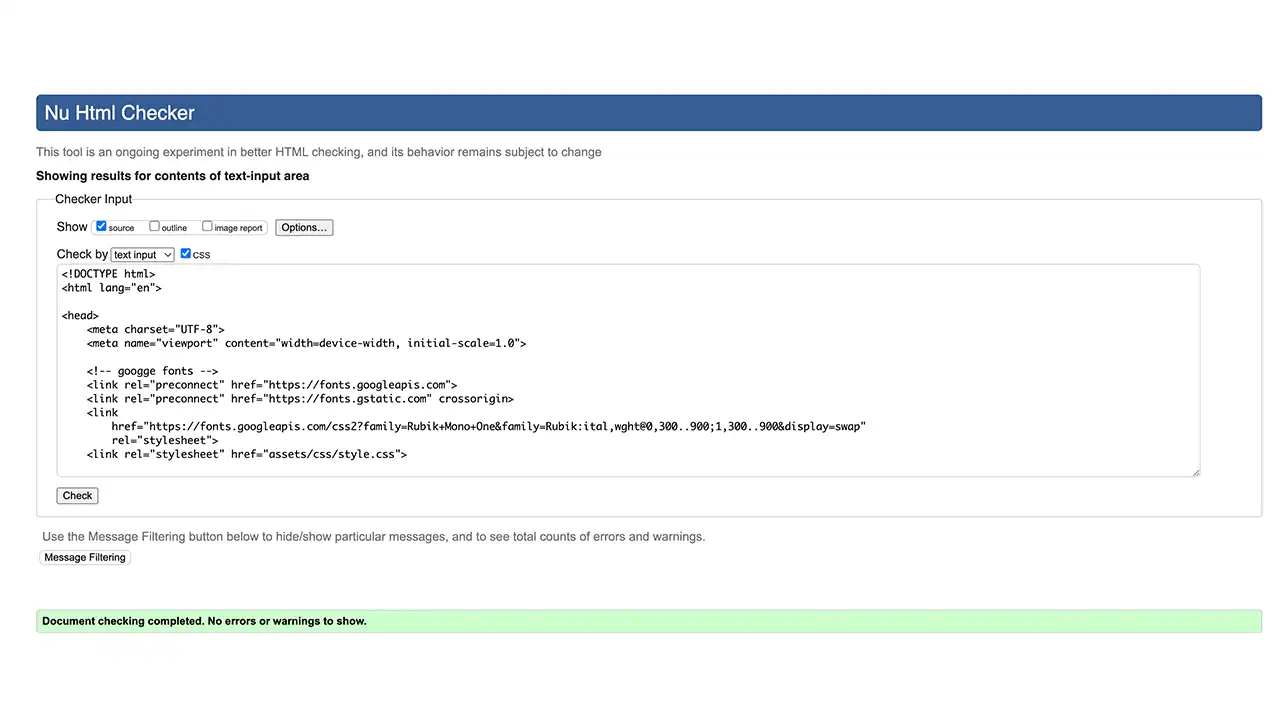 Nu Html Checker
This tool is an ongoing experiment in better HTML checking, and its behavior remains subject to change
Showing results for contents of text-input area
Checker Input
Show source outline image report Options...
Check by text input css
<!DOCTYPE html>
<html lang="en">
<head>
<meta charset="UTF-8">
<meta name="viewport" content="width=device-width, initial-scale=1.0">
<!-- googge fonts -->
<link rel="preconnect" href="https://fonts.googleapis.com">
<link rel="preconnect" href="https://fonts.gstatic.com" crossorigin>
<link
href="https://fonts.googleapis.com/css2?family=Rubik+Mono+One&family=Rubik:ital,wght@0,300..900;1,300..900&display=swap"
rel="stylesheet">
<link rel="stylesheet" href="assets/css/style.css">
Check
Use the Message Filtering button below to hide/show particular messages, and to see total counts of errors and warnings.
Message Filtering
Document checking completed. No errors or warnings to show.